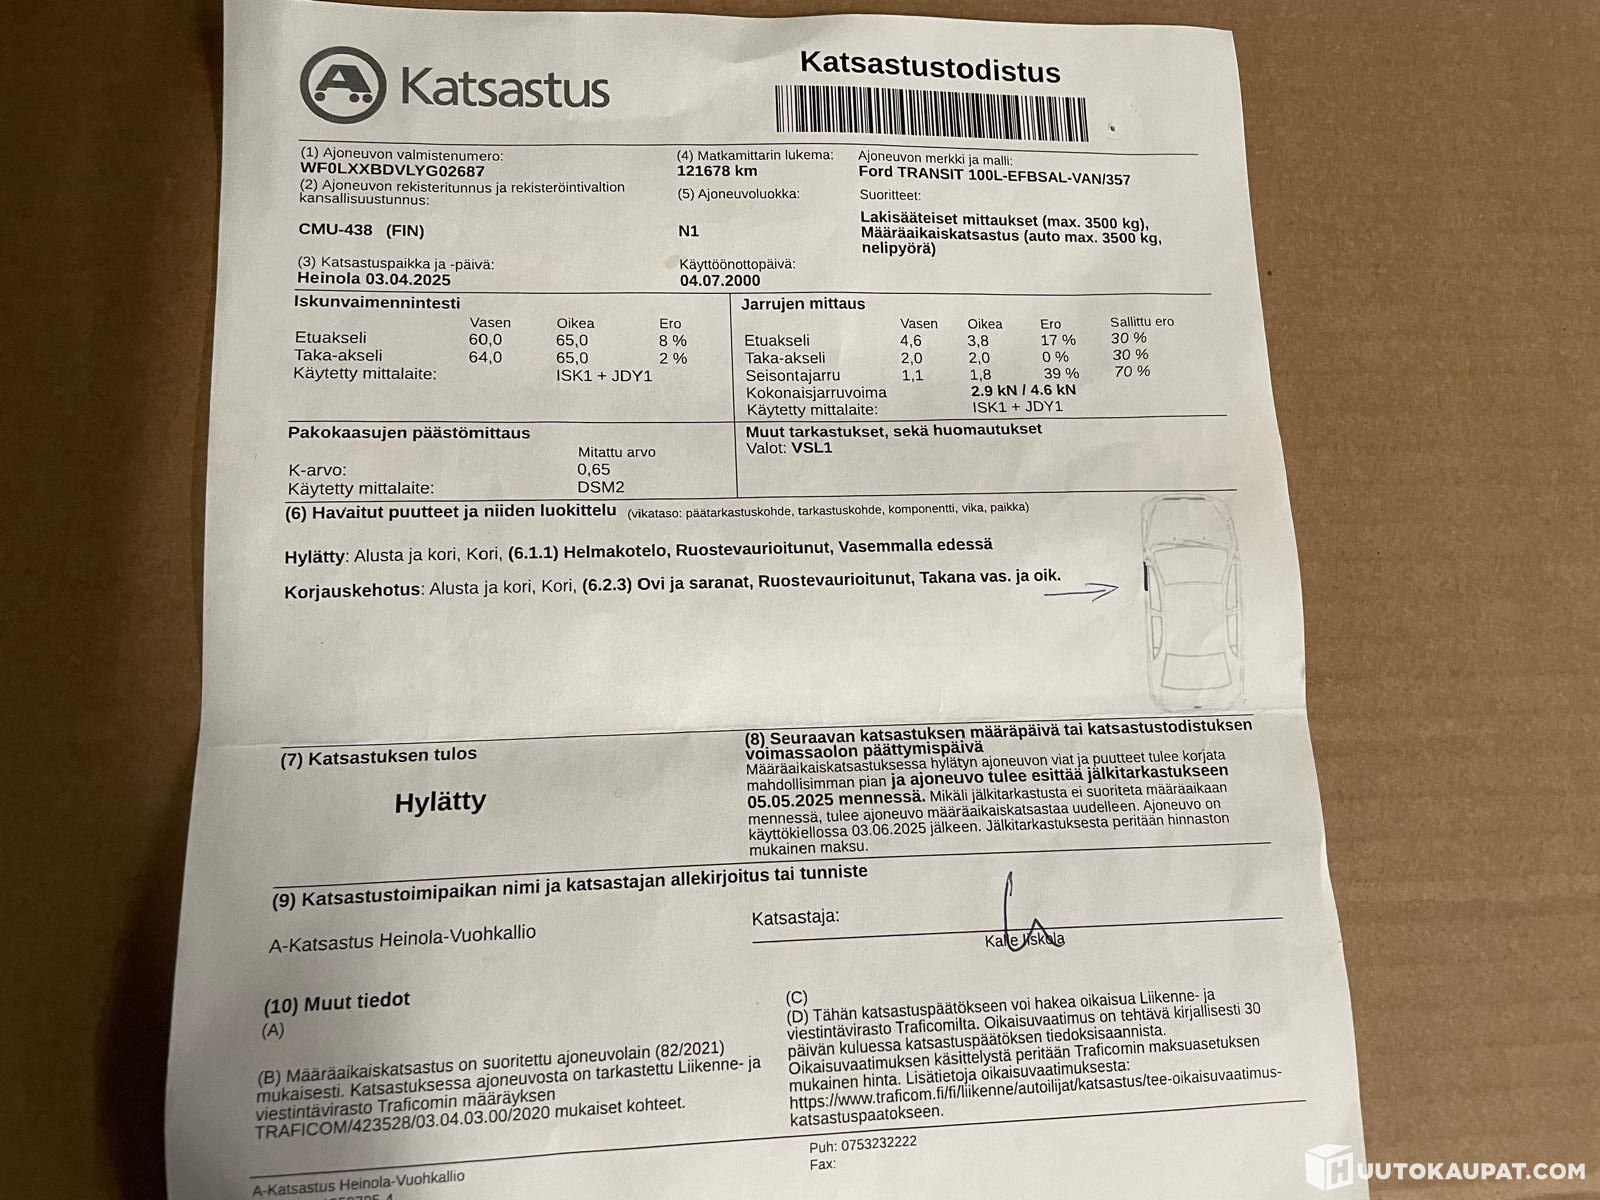 A Katsastus
Katsastustodistus
(1) Ajoneuvon valmistenumero:
WF0LXXBDVLYG02687
(4) Matkamittarin lukema:
121678 km
Ajoneuvon merkki ja malli:
Ford TRANSIT 100L-EFBSAL-VAN/357
(2) Ajoneuvon rekisteritunnus ja rekisteröintivaltion
kansallisuustunnus:
CMU-438 (FIN)
(5) Ajoneuvoluokka:
N1
Suoritteet:
Lakisääteiset mittaukset (max. 3500 kg),
Määräaikaiskatsastus (auto max. 3500 kg,
nelipyörä)
(3) Katsastuspaikka ja -päivä:
Heinola 03.04.2025
Käyttöönottopäivä:
04.07.2000
Iskunvaimennintesti
Vasen Oikea Ero
Etuakseli 60,0 65,0 8 %
Taka-akseli 64,0 65,0 2 %
Käytetty mittalaite: ISK1 + JDY1
Jarrujen mittaus
Vasen Oikea Ero Sallittu ero
Etuakseli 4,6 3,8 17 % 30 %
Taka-akseli 2,0 2,0 0 % 30 %
Seisontajarru 1,1 1,8 39 % 70 %
Kokonaisjarruvoima 2.9 kN / 4.6 kN
Käytetty mittalaite: ISK1 + JDY1
Pakokaasujen päästömittaus
Mitattu arvo
K-arvo: 0,65
Käytetty mittalaite: DSM2
Muut tarkastukset, sekä huomautukset
Valot: VSL1
(6) Havaitut puutteet ja niiden luokittelu (vikataso: päätarkastuskohde, tarkastuskohde, komponentti, vika, paikka)
Hylätty: Alusta ja kori, Kori, (6.1.1) Helmakotelo, Ruostevaurioitunut, Vasemmalla edessä
Korjauskehotus: Alusta ja kori, Kori, (6.2.3) Ovi ja saranat, Ruostevaurioitunut, Takana vas. ja oik.
(7) Katsastuksen tulos
Hylätty
(8) Seuraavan katsastuksen määräpäivä tai katsastustodistuksen
voimassaolon päättymispäivä
Määräaikaiskatsastuksessa hylätyn ajoneuvon viat ja puutteet tulee korjata
mahdollisimman pian ja ajoneuvo tulee esittää jälkitarkastukseen
05.05.2025 mennessä. Mikäli jälkitarkastusta ei suoriteta määräaikaan
mennessä, tulee ajoneuvo määräaikaiskatsastaa uudelleen. Ajoneuvo on
käyttökiellossa 03.06.2025 jälkeen. Jälkitarkastuksesta peritään hinnaston
mukainen maksu.
(9) Katsastustoimipaikan nimi ja katsastajan allekirjoitus tai tunniste
A-Katsastus Heinola-Vuohkallio
Katsastaja:
Kalle Iiskola
(10) Muut tiedot
(A)
(B) Määräaikaiskatsastus on suoritettu ajoneuvolain (82/2021)
mukaisesti. Katsastuksessa ajoneuvosta on tarkastettu Liikenne- ja
viestintävirasto Traficomin määräyksen
TRAFICOM/423528/03.04.03.00/2020 mukaiset kohteet.
(C)
(D) Tähän katsastuspäätökseen voi hakea oikaisua Liikenne- ja
viestintävirasto Traficomilta. Oikaisuvaatimus on tehtävä kirjallisesti 30
päivän kuluessa katsastuspäätöksen tiedoksisaannista.
Oikaisuvaatimuksen käsittelystä peritään Traficomin maksuasetuksen
mukainen hinta. Lisätietoja oikaisuvaatimuksesta:
https://www.traficom.fi/fi/liikenne/autoilijat/katsastus/tee-oikaisuvaatimus-
katsastuspaatokseen.
A-Katsastus Heinola-Vuohkallio
Puh: 0753232222
Fax:
HUUTOKAUPAT.COM